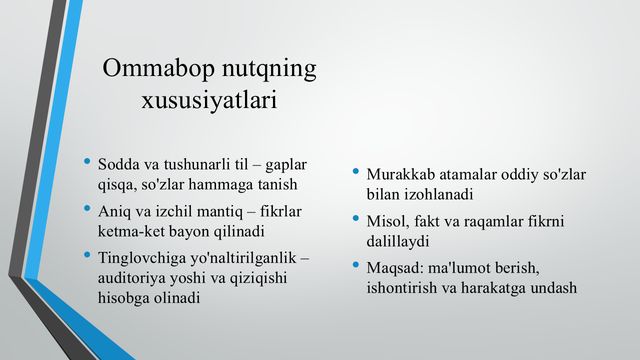 Ommabop nutqning
xususiyatlari
• Sodda va tushunarli til – gaplar
qisqa, so'zlar hammaga tanish
• Aniq va izchil mantiq – fikrlar
ketma-ket bayon qilinadi
• Tinglovchiga yo'naltirilganlik –
auditoriya yoshi va qiziqishi
hisobga olinadi
• Murakkab atamalar oddiy so'zlar
bilan izohlanadi
• Misol, fakt va raqamlar fikrni
dalillaydi
• Maqsad: ma'lumot berish,
ishontirish va harakatga undash